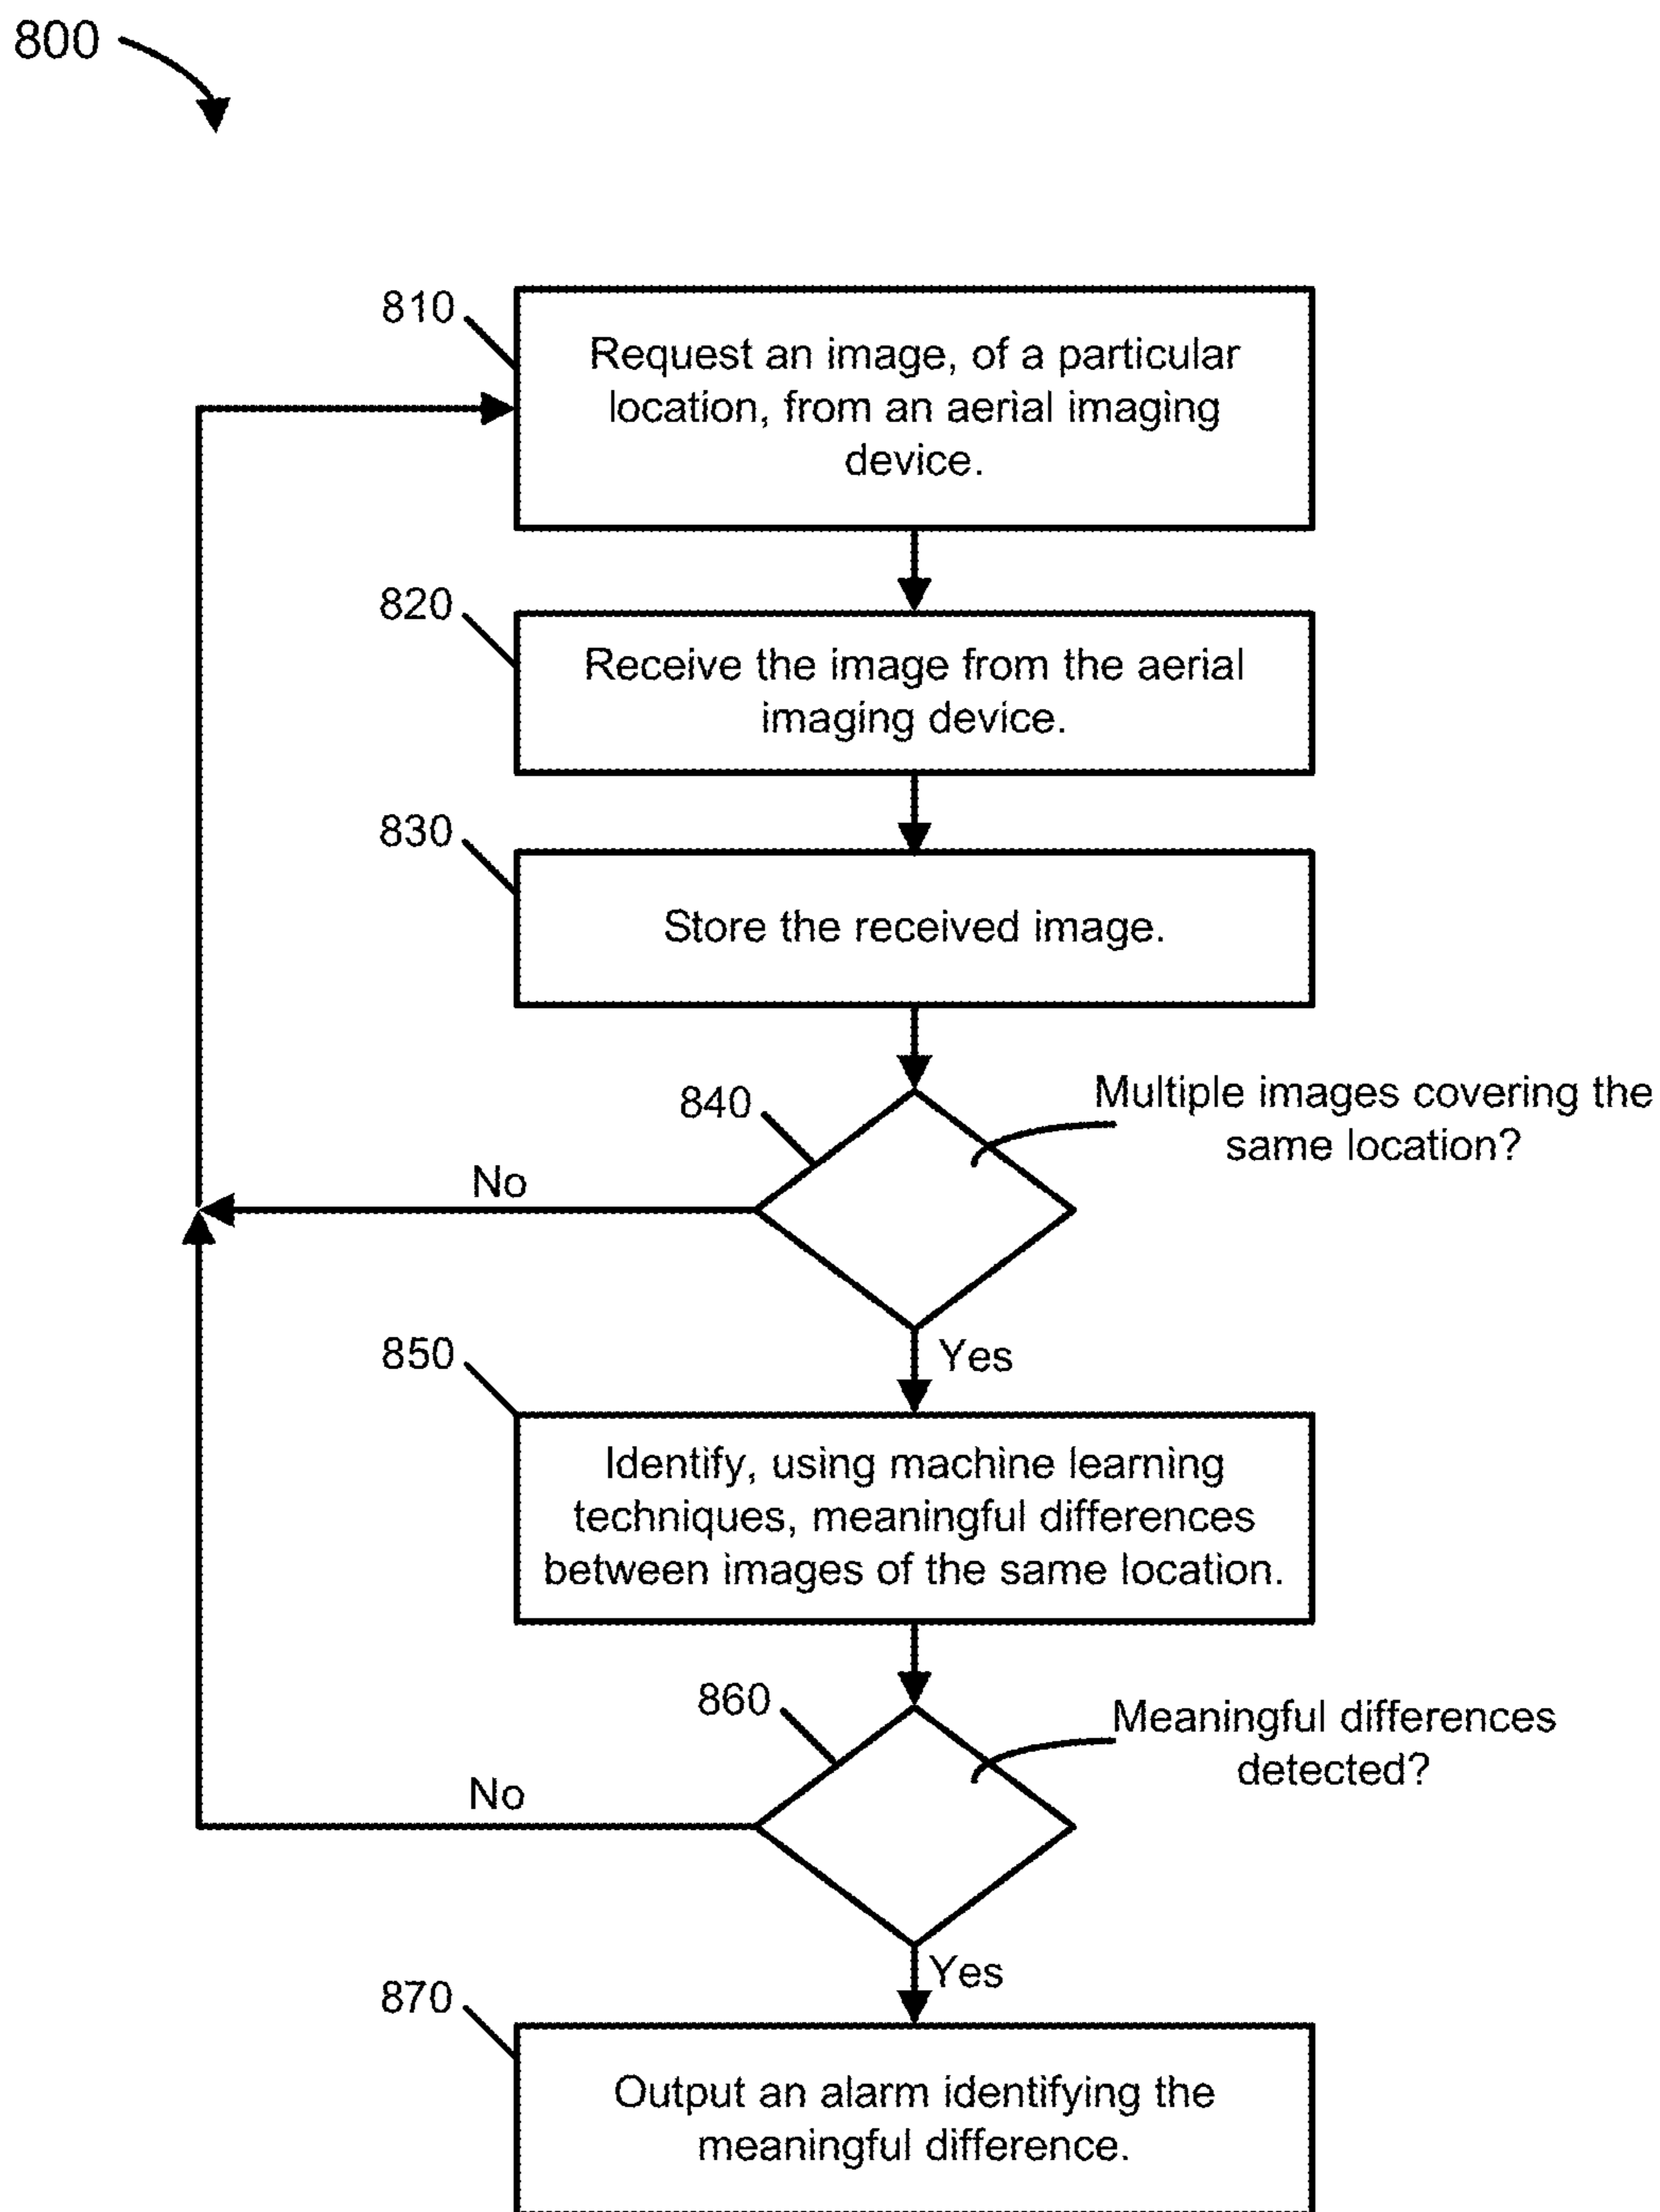 800
810
Request an image, of a particular
location, from an aerial imaging
device.
820
Receive the image from the aerial
imaging device.
830
Store the received image.
840
Multiple images covering the
same location?
No
Yes
850
Identify, using machine learning
techniques, meaningful differences
between images of the same location.
860
Meaningful differences
detected?
No
Yes
870
Output an alarm identifying the
meaningful difference.